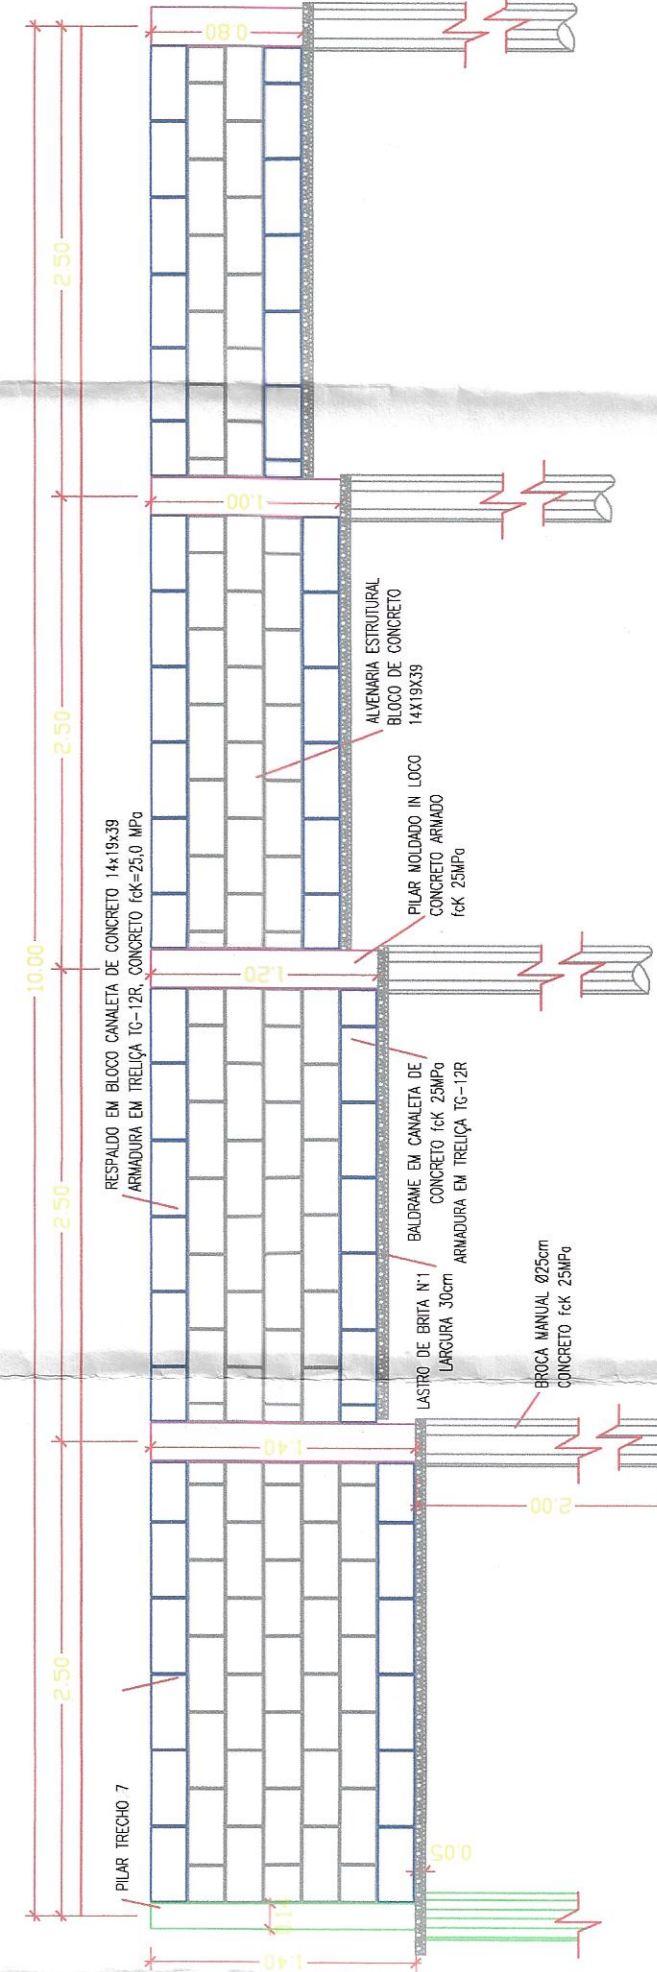 10.00
2.50
2.50
2.50
2.50
PILAR TRECHO 7
RESPALDO EM BLOCO CANALETA DE CONCRETO 14x19x39
ARMADURA EM TRELIÇA TG-12R, CONCRETO fcK=25,0 MPa
1.40
1.40
1.20
1.00
0.80
0.05
2.00
LASTRO DE BRITA N°1
LARGURA 30cm
BALDRAME EM CANALETA DE
CONCRETO fcK 25MPa
ARMADURA EM TRELIÇA TG-12R
PILAR MOLDADO IN LOCO
CONCRETO ARMADO
fcK 25MPa
ALVENARIA ESTRUTURAL
BLOCO DE CONCRETO
14X19X39
BROCA MANUAL Ø25cm
CONCRETO fcK 25MPa